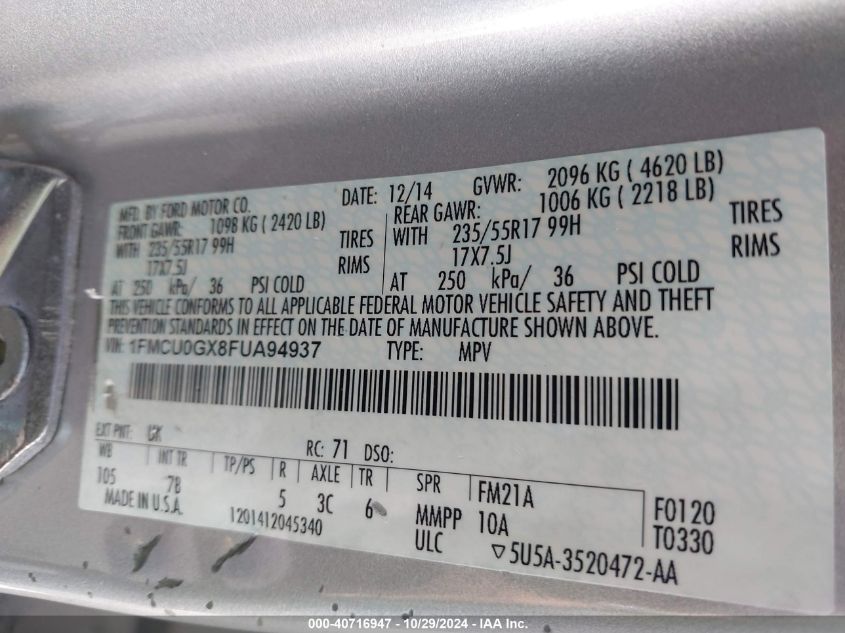 MFD. BY FORD MOTOR CO.
DATE: 12/14 GVWR: 2096 KG ( 4620 LB)
FRONT GAWR: 1098 KG ( 2420 LB)
REAR GAWR: 1006 KG ( 2218 LB)
WITH 235/55R17 99H TIRES
WITH 235/55R17 99H TIRES
17X7.5J RIMS
17X7.5J RIMS
AT 250 kPa/ 36 PSI COLD
AT 250 kPa/ 36 PSI COLD
THIS VEHICLE CONFORMS TO ALL APPLICABLE FEDERAL MOTOR VEHICLE SAFETY AND THEFT
PREVENTION STANDARDS IN EFFECT ON THE DATE OF MANUFACTURE SHOWN ABOVE.
VIN: 1FMCU0GX8FUA94937 TYPE: MPV
EXT PNT: RC: 71 DSO:
WB INT TR TP/PS R AXLE TR SPR FM21A F0120
105 7B 5 3C 6 MMPP 10A T0330
MADE IN U.S.A. 1201412045340 ULC ▽5U5A-3520472-AA
000-40716947 - 10/29/2024 - IAA Inc.